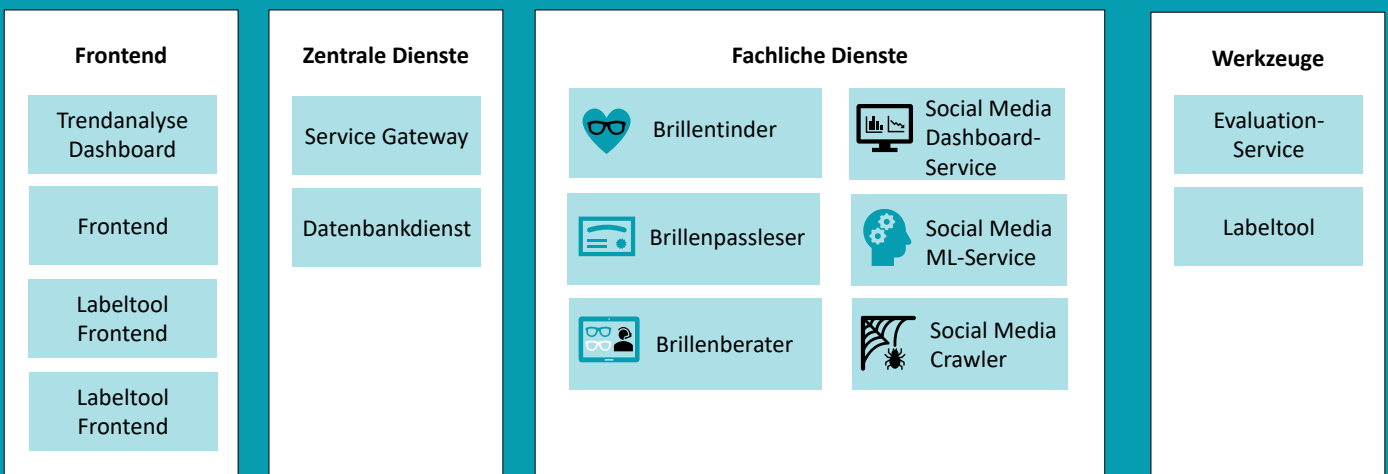 Frontend
Trendanalyse
Dashboard
Frontend
Labeltool
Frontend
Labeltool
Frontend
Zentrale Dienste
Service Gateway
Datenbankdienst
Fachliche Dienste
Brillentinder
Brillenpassleser
Brillenberater
Social Media
Dashboard-
Service
Social Media
ML-Service
Social Media
Crawler
Werkzeuge
Evaluation-
Service
Labeltool